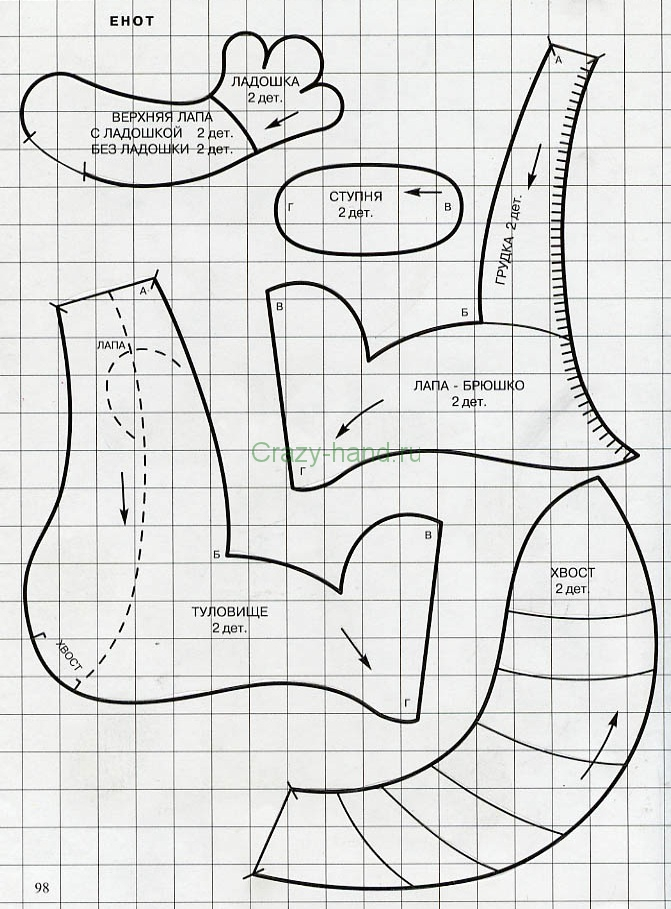 ЕНОТ
ЛАДОШКА
2 дет.
ВЕРХНЯЯ ЛАПА
С ЛАДОШКОЙ 2 дет.
БЕЗ ЛАДОШКИ 2 дет.
А
СТУПНЯ
2 дет.
Г
В
ГРУДКА 2 дет.
А
В
Б
ЛАПА
ЛАПА - БРЮШКО
2 дет.
Crazy-hand.ru
Г
Б
В
ХВОСТ
2 дет.
ТУЛОВИЩЕ
2 дет.
ХВОСТ
Г
98